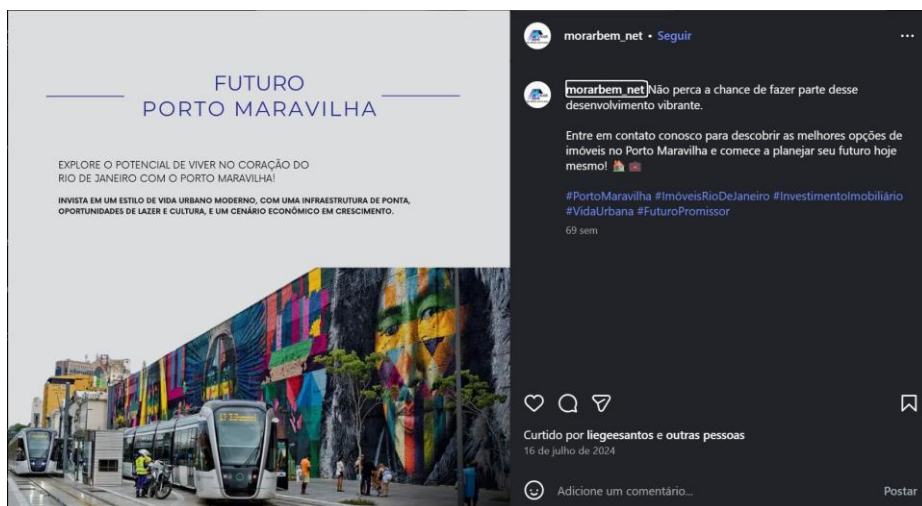 FUTURO
PORTO MARAVILHA
EXPLORE O POTENCIAL DE VIVER NO CORAÇÃO DO
RIO DE JANEIRO COM O PORTO MARAVILHA!
INVISTA EM UM ESTILO DE VIDA URBANO MODERNO, COM UMA INFRAESTRUTURA DE PONTA,
OPORTUNIDADES DE LAZER E CULTURA, E UM CENÁRIO ECONÔMICO EM CRESCIMENTO.
morarbem_net • Seguir
morarbem_net Não perca a chance de fazer parte desse
desenvolvimento vibrante.
Entre em contato conosco para descobrir as melhores opções de
imóveis no Porto Maravilha e comece a planejar seu futuro hoje
mesmo! 🏠 💼
#PortoMaravilha #ImóveisRioDeJaneiro #InvestimentoImobiliário
#VidaUrbana #FuturoPromissor
69 sem
Curtido por liegeesantos e outras pessoas
16 de julho de 2024
Adicione um comentário...
Postar